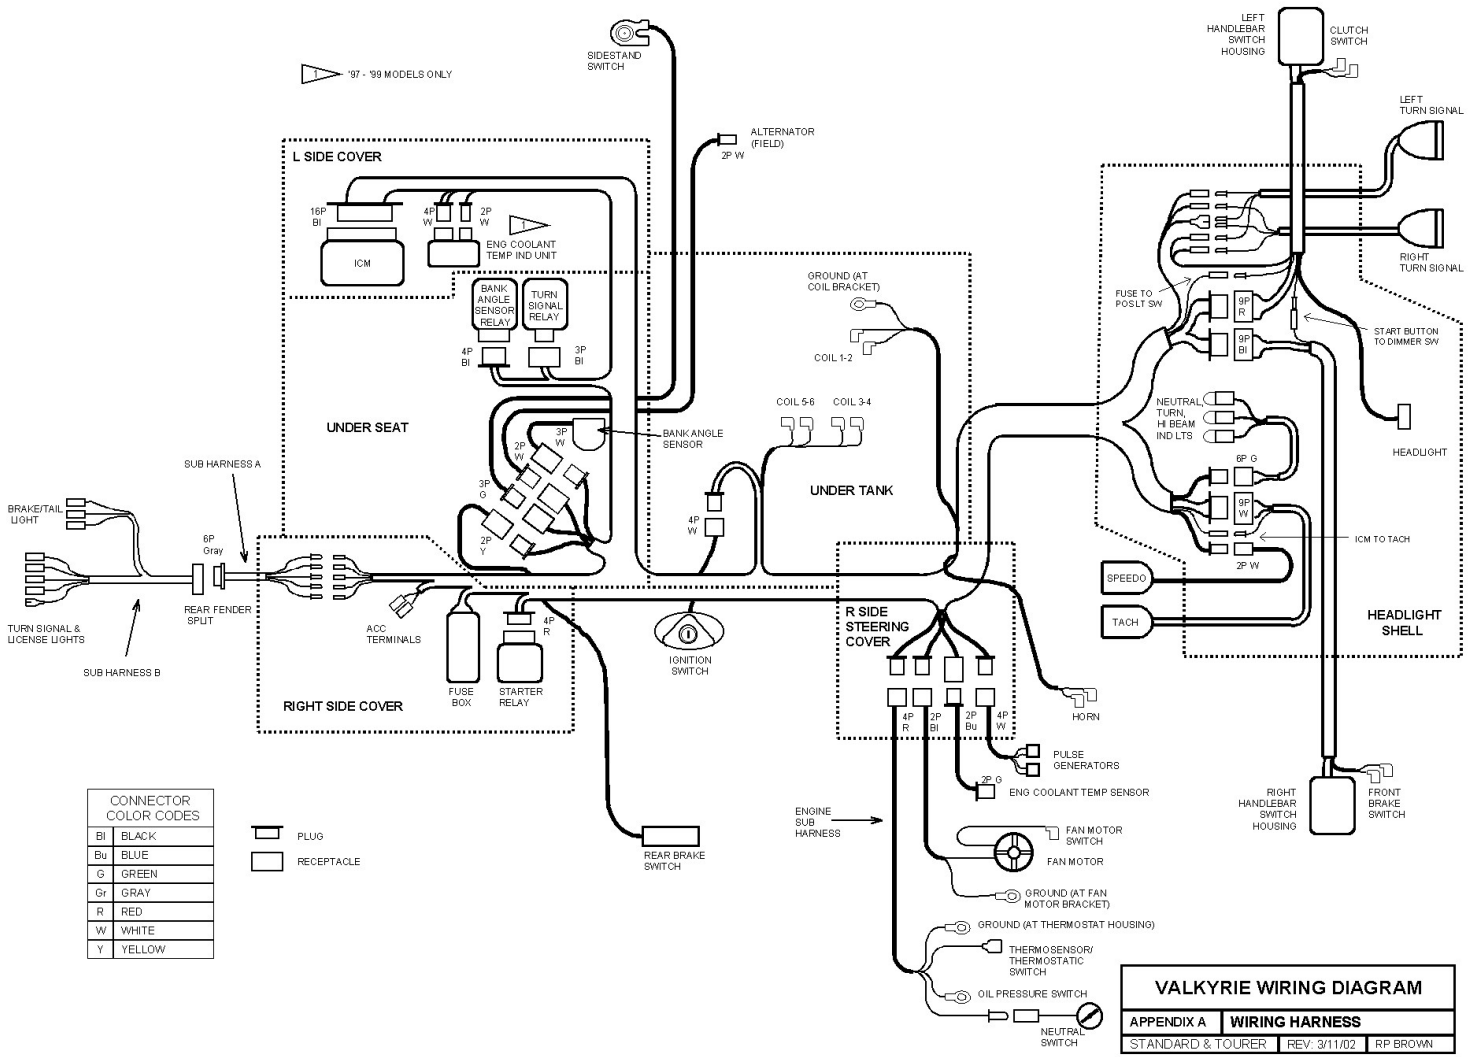 SIDESTAND
SWITCH
1
'97 - '99 MODELS ONLY
ALTERNATOR
(FIELD)
2P W
LEFT
HANDLEBAR
SWITCH
HOUSING
CLUTCH
SWITCH
LEFT
TURN SIGNAL
RIGHT
TURN SIGNAL
L SIDE COVER
16P
Bl
4P
W
2P
W
1
ENG COOLANT
TEMP IND UNIT
ICM
BANK
ANGLE
SENSOR
RELAY
TURN
SIGNAL
RELAY
4P
Bl
3P
Bl
GROUND (AT
COIL BRACKET)
COIL 1-2
COIL 5-6
COIL 3-4
FUSE TO
POS LT SW
9P
R
9P
Bl
START BUTTON
TO DIMMER SW
NEUTRAL,
TURN,
HI BEAM
IND LTS
HEADLIGHT
6P G
9P
W
ICM TO TACH
2P W
SPEEDO
TACH
HEADLIGHT
SHELL
UNDER SEAT
3P
W
2P
W
BANK ANGLE
SENSOR
3P
G
2P
Y
UNDER TANK
4P
W
SUB HARNESS A
BRAKE/TAIL
LIGHT
6P
Gray
REAR FENDER
SPLIT
TURN SIGNAL &
LICENSE LIGHTS
SUB HARNESS B
ACC
TERMINALS
4P
R
FUSE
BOX
STARTER
RELAY
RIGHT SIDE COVER
IGNITION
SWITCH
R SIDE
STEERING
COVER
4P
R
2P
Bl
2P
Bu
4P
W
HORN
PULSE
GENERATORS
2P G
ENG COOLANT TEMP SENSOR
ENGINE
SUB
HARNESS
FAN MOTOR
SWITCH
FAN MOTOR
GROUND (AT FAN
MOTOR BRACKET)
GROUND (AT THERMOSTAT HOUSING)
THERMOSENSOR/
THERMOSTATIC
SWITCH
OIL PRESSURE SWITCH
NEUTRAL
SWITCH
REAR BRAKE
SWITCH
RIGHT
HANDLEBAR
SWITCH
HOUSING
FRONT
BRAKE
SWITCH
CONNECTOR
COLOR CODES
Bl BLACK
Bu BLUE
G GREEN
Gr GRAY
R RED
W WHITE
Y YELLOW
PLUG
RECEPTACLE
VALKYRIE WIRING DIAGRAM
APPENDIX A WIRING HARNESS
STANDARD & TOURER REV: 3/11/02 RP BROWN